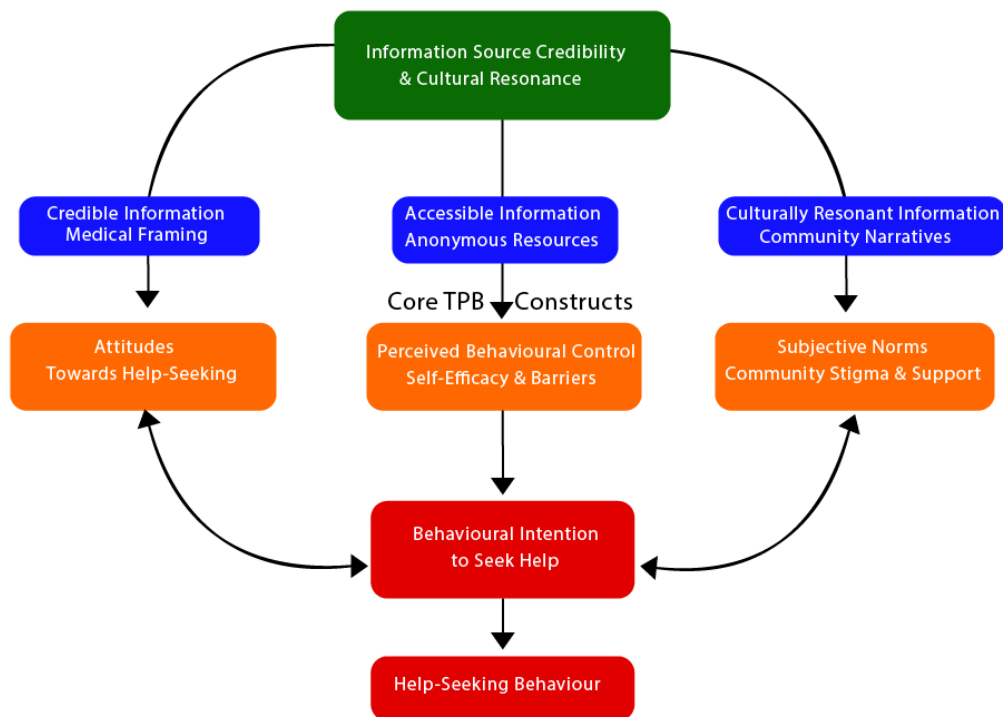 Information Source Credibility
& Cultural Resonance
Credible Information
Medical Framing
Accessible Information
Anonymous Resources
Culturally Resonant Information
Community Narratives
Core TPB Constructs
Attitudes
Towards Help-Seeking
Perceived Behavioural Control
Self-Efficacy & Barriers
Subjective Norms
Community Stigma & Support
Behavioural Intention
to Seek Help
Help-Seeking Behaviour